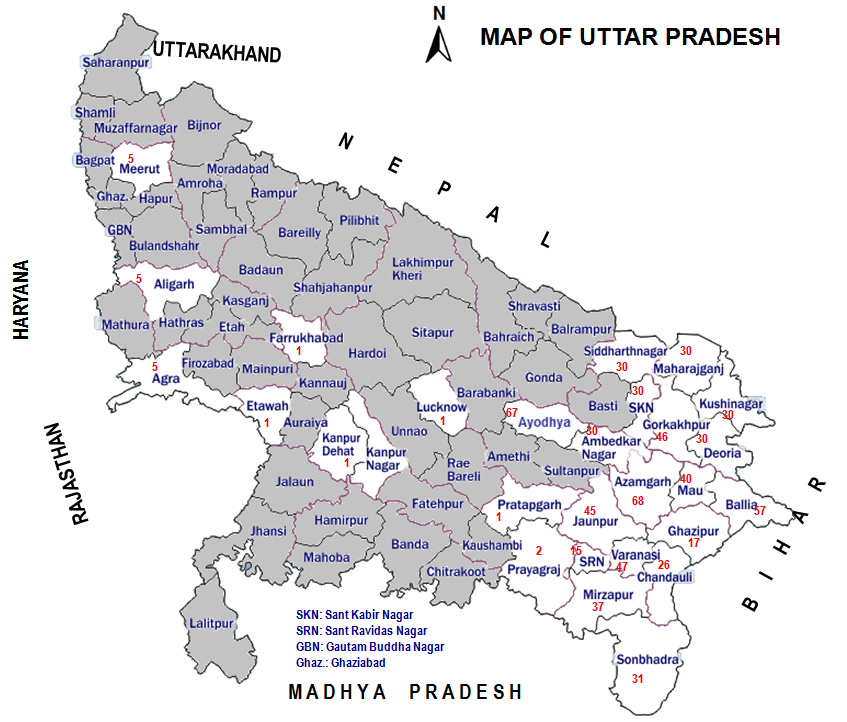 N
MAP OF UTTAR PRADESH
UTTARAKHAND
Saharanpur
Shamli
Muzaffarnagar
Bijnor
NEPAL
Bagpat
5
Meerut
Moradabad
Amroha
Rampur
Ghaz.
Hapur
GBN
Sambhal
Bareilly
Pilibhit
Bulandshahr
Badaun
Lakhimpur
Kheri
HARYANA
5
Aligarh
Shahjahanpur
Kasganj
Shravasti
Mathura
Hathras
Etah
Farrukhabad
1
Sitapur
Bahraich
Balrampur
Hardoi
Siddharthnagar
30
30
Maharajganj
5
Agra
Firozabad
Mainpuri
Kannauj
Gonda
Barabanki
30
SKN
Kushinagar
30
Etawah
1
Auraiya
Lucknow
1
67
Ayodhya
Basti
Gorkakhpur
46
30
Deoria
30
Ambedkar
Nagar
Kanpur
Dehat
1
Kanpur
Nagar
Unnao
Rae
Bareli
Amethi
Sultanpur
RAJASTHAN
Jalaun
Azamgarh
68
40
Mau
Ballia
57
BIHAR
Fatehpur
Pratapgarh
1
45
Jaunpur
Ghazipur
17
Jhansi
Hamirpur
Mahoba
Banda
Kaushambi
2
Prayagraj
15
SRN
Varanasi
47
26
Chandauli
Chitrakoot
Mirzapur
37
Lalitpur
SKN: Sant Kabir Nagar
SRN: Sant Ravidas Nagar
GBN: Gautam Buddha Nagar
Ghaz.: Ghaziabad
Sonbhadra
31
MADHYA PRADESH